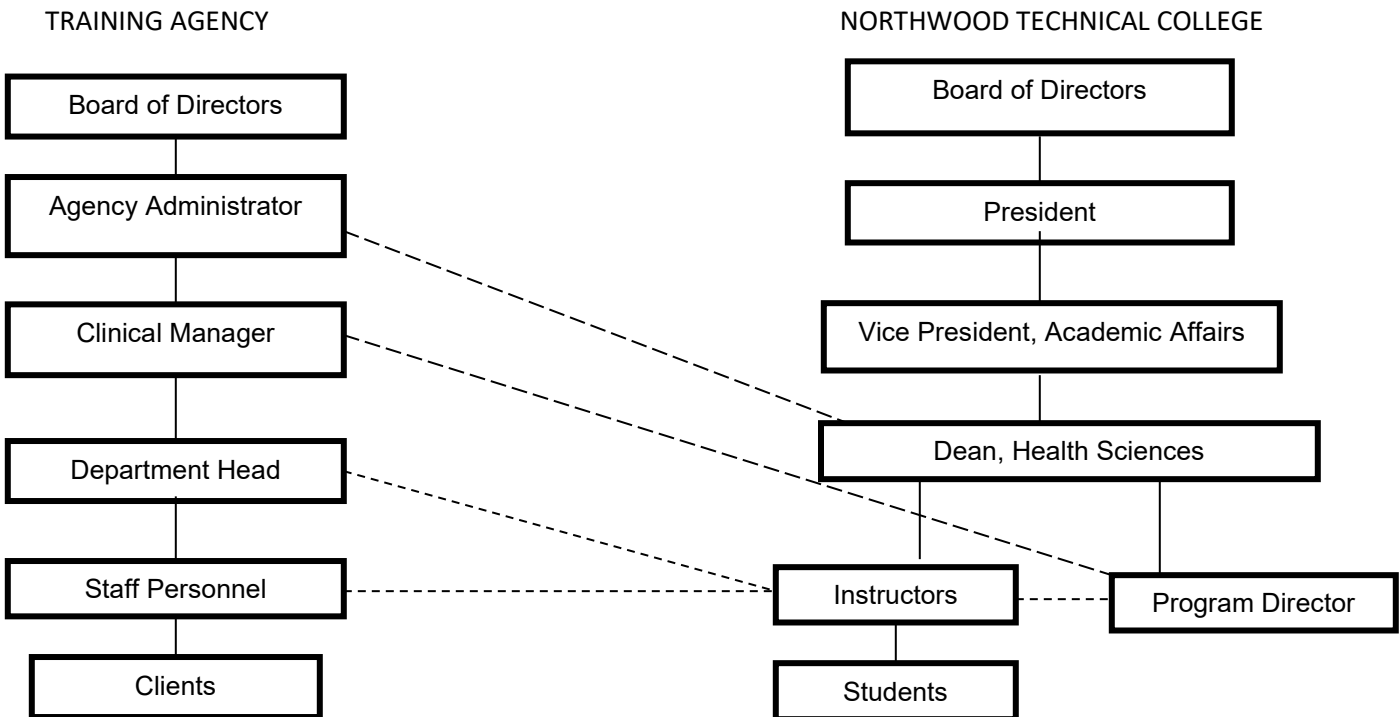 TRAINING AGENCY
NORTHWOOD TECHNICAL COLLEGE
Board of Directors
Agency Administrator
Clinical Manager
Department Head
Staff Personnel
Clients
Board of Directors
President
Vice President, Academic Affairs
Dean, Health Sciences
Instructors
Program Director
Students